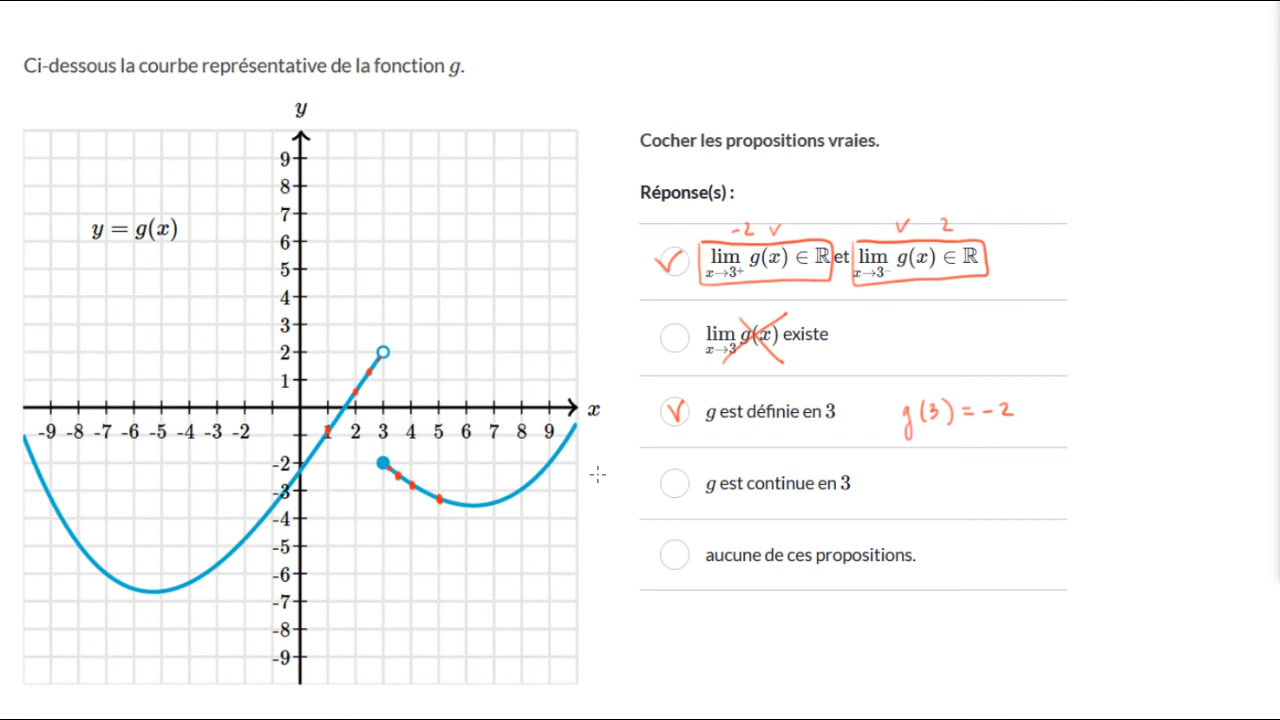 Ci-dessous la courbe représentative de la fonction g.
y
9
8
7
6
5
4
3
2
1
y = g(x)
x
-9 -8 -7 -6 -5 -4 -3 -2 1 2 3 4 5 6 7 8 9
-2
-3
-4
-5
-6
-7
-8
-9
Cocher les propositions vraies.
Réponse(s) :
-2 v v 2
v lim x→3⁺ g(x) ∈ ℝ et lim x→3⁻ g(x) ∈ ℝ
lim x→3 g(x) existe
v g est définie en 3 g(3) = -2
g est continue en 3
aucune de ces propositions.